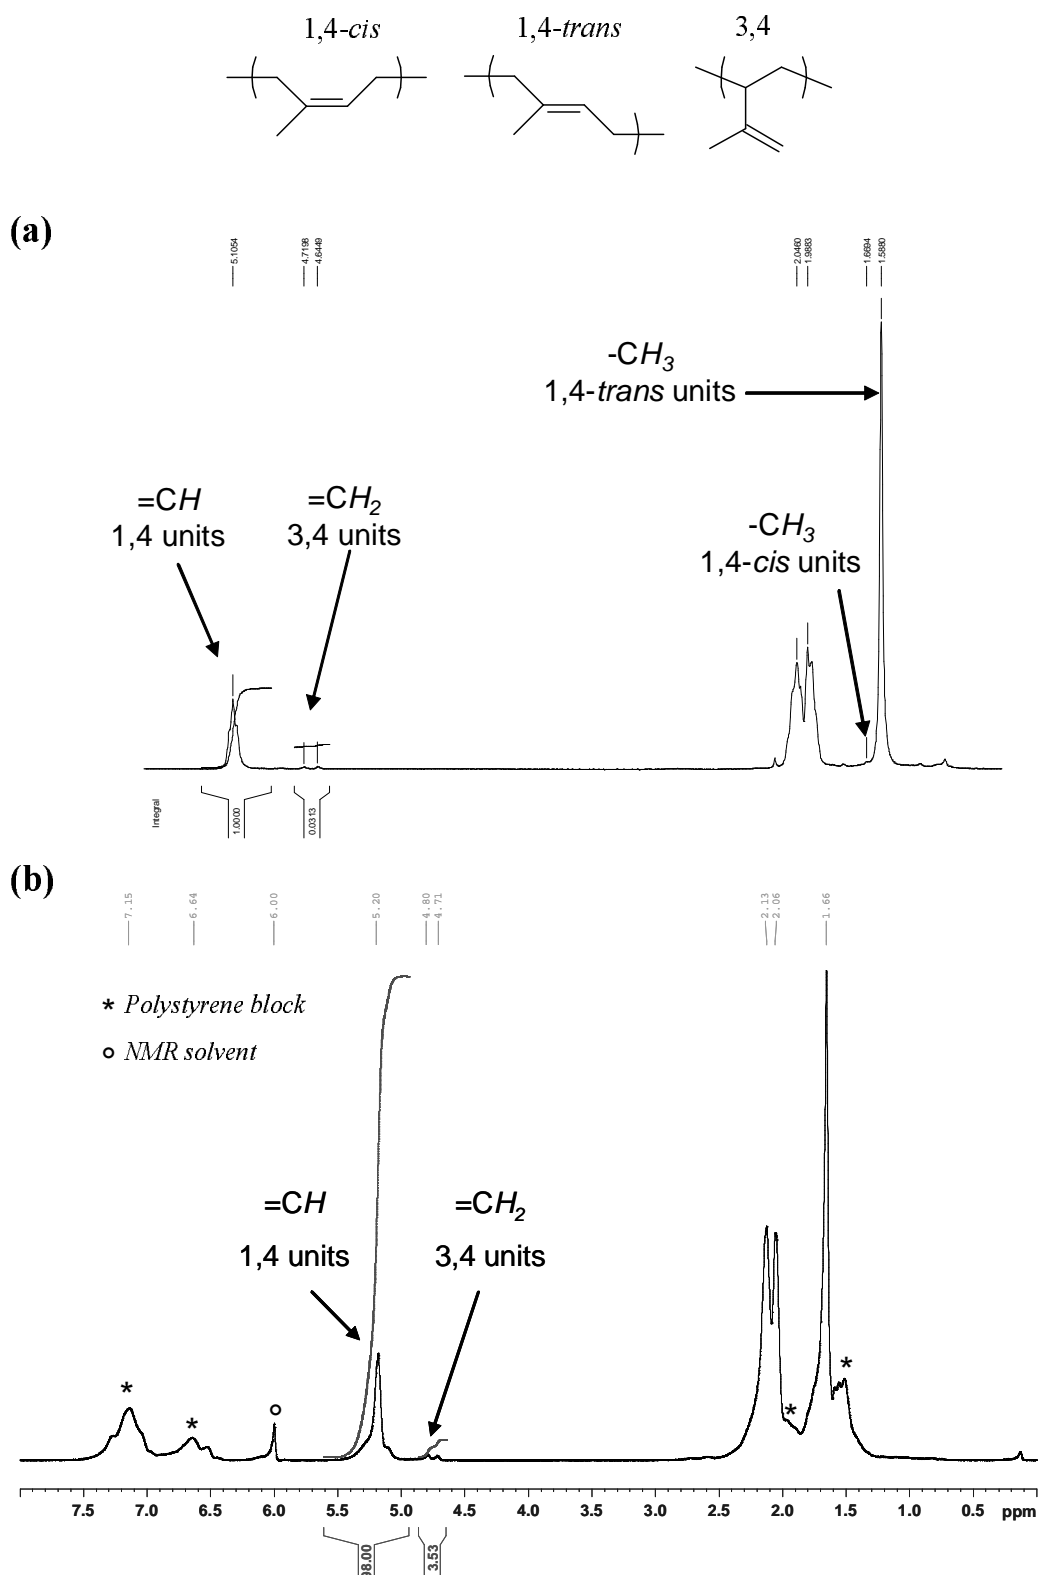 1,4-cis 1,4-trans 3,4
(a)
5.1054 4.7198 4.6449 2.0460 1.9883 1.6694 1.5880
-CH3
1,4-trans units
=CH
1,4 units
=CH2
3,4 units
-CH3
1,4-cis units
Integral
1.0000 0.0313
(b)
7.15 6.64 6.00 5.20 4.80 4.71 2.13 2.06 1.66
* Polystyrene block
o NMR solvent
=CH
1,4 units
=CH2
3,4 units
*
*
o
*
*
7.5 7.0 6.5 6.0 5.5 5.0 4.5 4.0 3.5 3.0 2.5 2.0 1.5 1.0 0.5 ppm
98.00 3.53